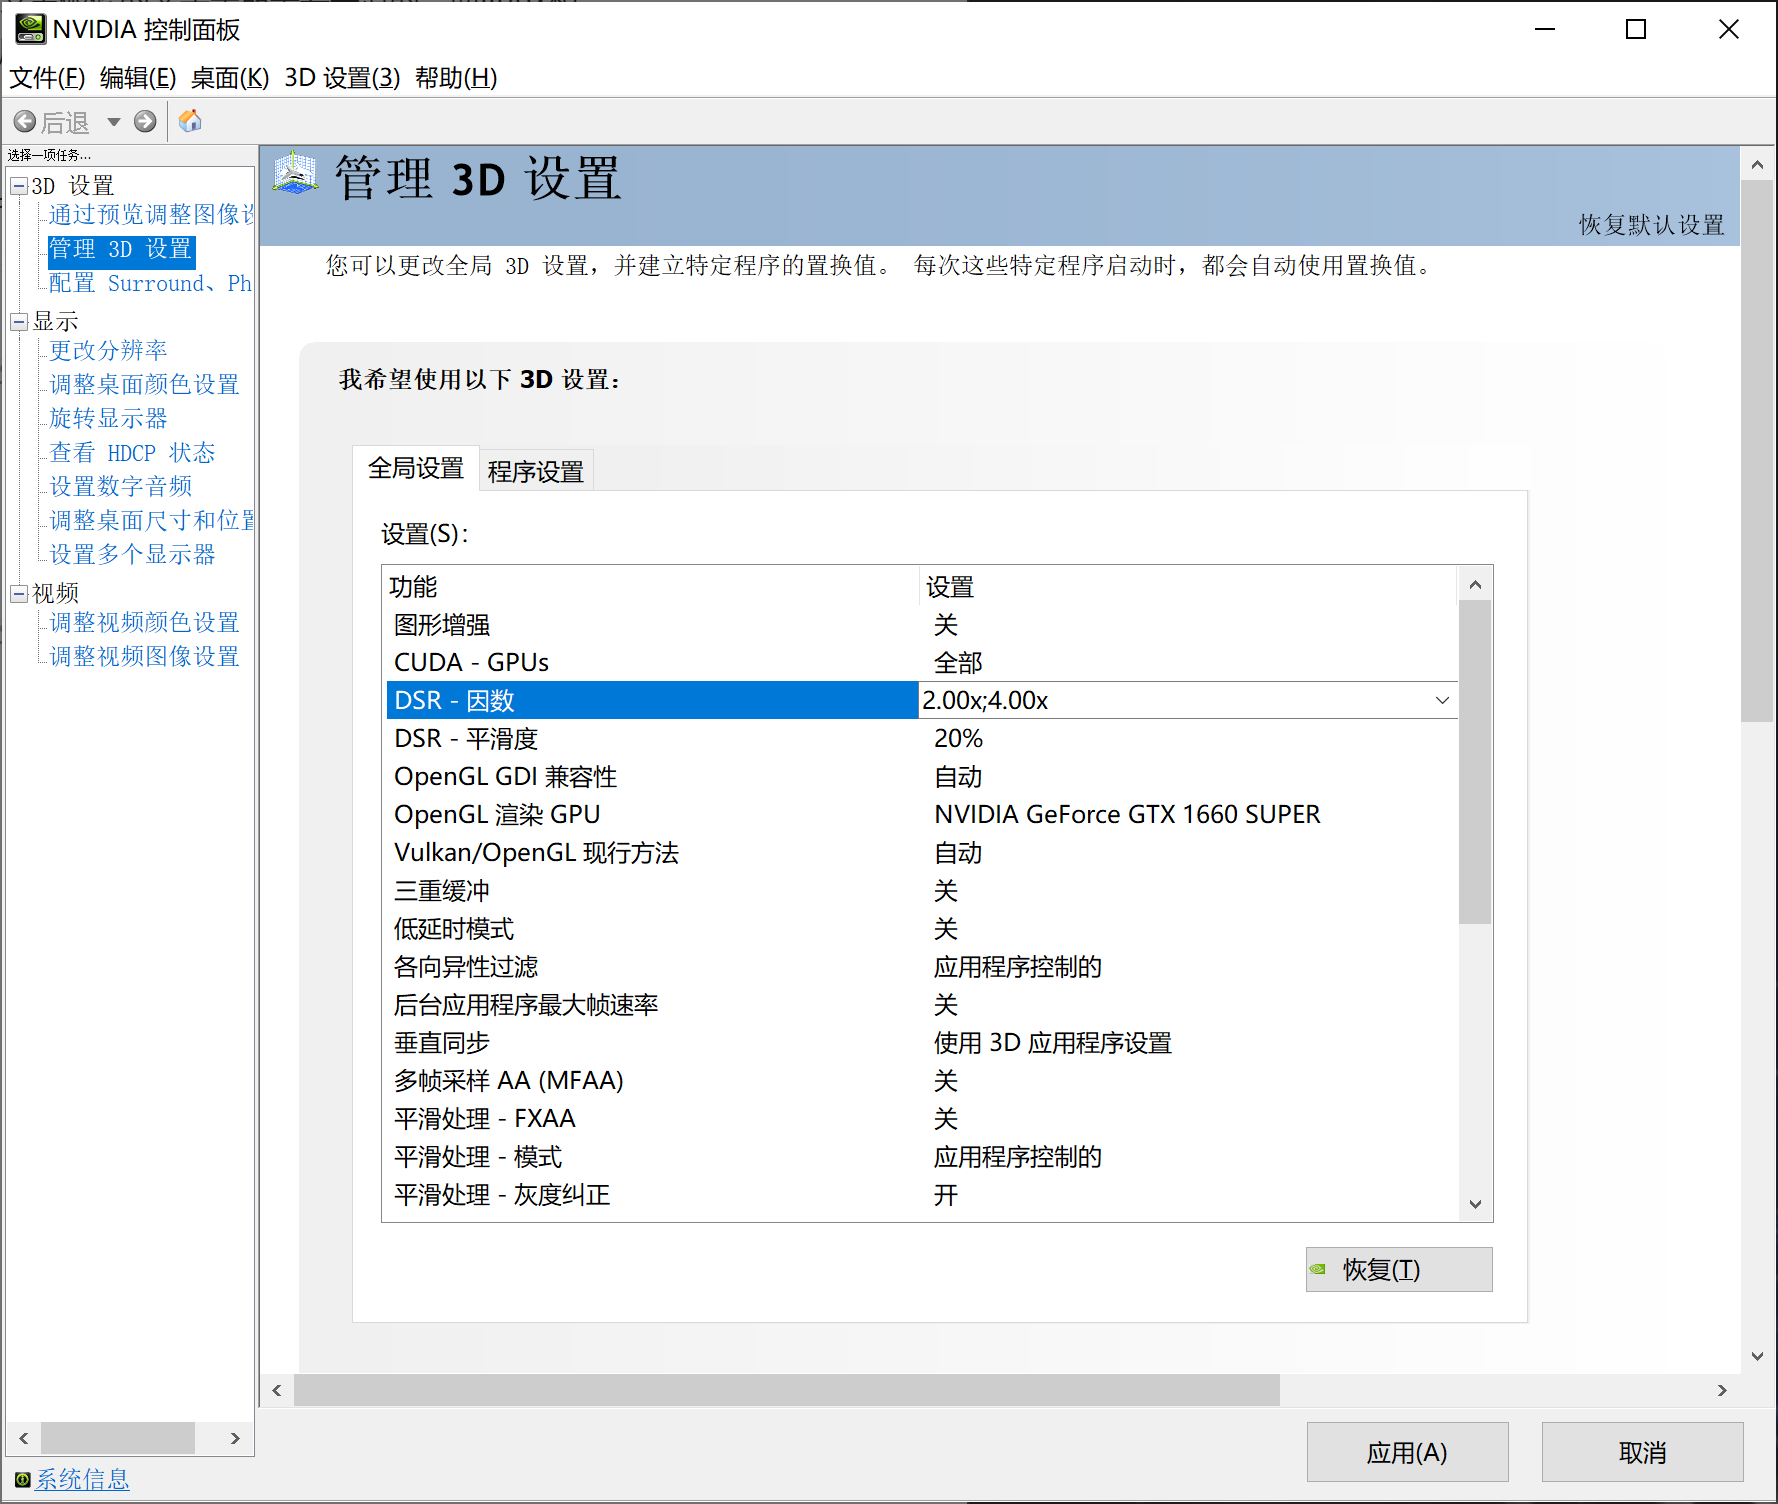 NVIDIA 控制面板
文件(F) 编辑(E) 桌面(K) 3D 设置(3) 帮助(H)
后退
选择一项任务...
3D 设置
通过预览调整图像设
管理 3D 设置
配置 Surround、Ph
显示
更改分辨率
调整桌面颜色设置
旋转显示器
查看 HDCP 状态
设置数字音频
调整桌面尺寸和位置
设置多个显示器
视频
调整视频颜色设置
调整视频图像设置
系统信息
管理 3D 设置
恢复默认设置
您可以更改全局 3D 设置，并建立特定程序的置换值。 每次这些特定程序启动时，都会自动使用置换值。
我希望使用以下 3D 设置：
全局设置 程序设置
设置(S)：
功能 设置
图形增强 关
CUDA - GPUs 全部
DSR - 因数 2.00x;4.00x
DSR - 平滑度 20%
OpenGL GDI 兼容性 自动
OpenGL 渲染 GPU NVIDIA GeForce GTX 1660 SUPER
Vulkan/OpenGL 现行方法 自动
三重缓冲 关
低延时模式 关
各向异性过滤 应用程序控制的
后台应用程序最大帧速率 关
垂直同步 使用 3D 应用程序设置
多帧采样 AA (MFAA) 关
平滑处理 - FXAA 关
平滑处理 - 模式 应用程序控制的
平滑处理 - 灰度纠正 开
恢复(T)
应用(A) 取消